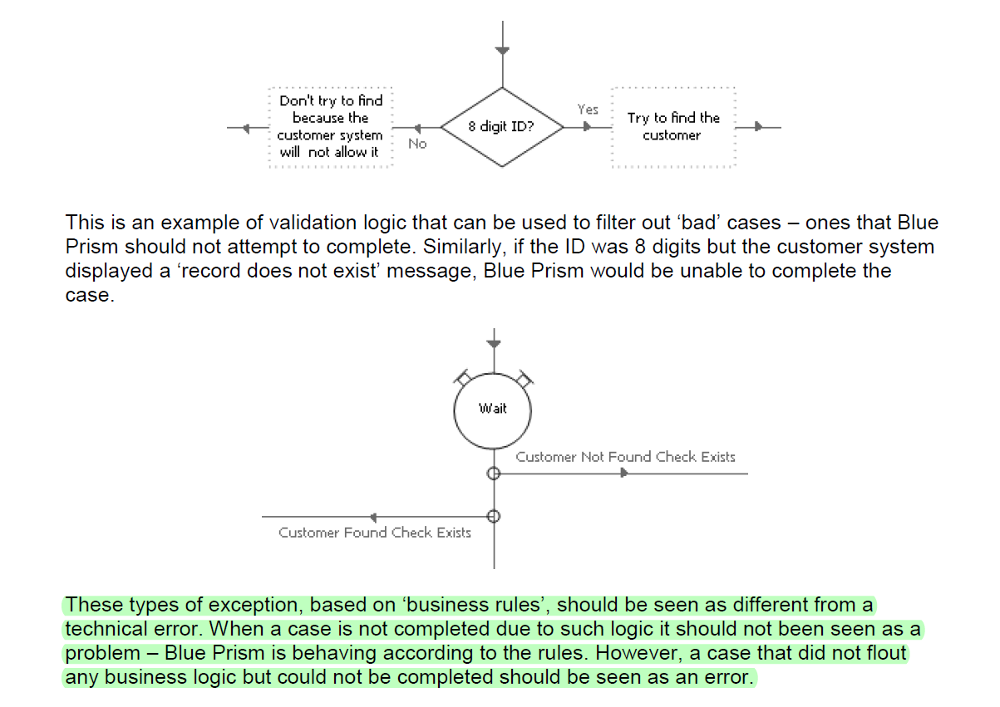 Don't try to find
because the
customer system
will not allow it
No
8 digit ID?
Yes
Try to find the
customer
This is an example of validation logic that can be used to filter out ‘bad’ cases – ones that Blue
Prism should not attempt to complete. Similarly, if the ID was 8 digits but the customer system
displayed a ‘record does not exist’ message, Blue Prism would be unable to complete the
case.
Wait
Customer Not Found Check Exists
Customer Found Check Exists
These types of exception, based on ‘business rules’, should be seen as different from a
technical error. When a case is not completed due to such logic it should not been seen as a
problem – Blue Prism is behaving according to the rules. However, a case that did not flout
any business logic but could not be completed should be seen as an error.